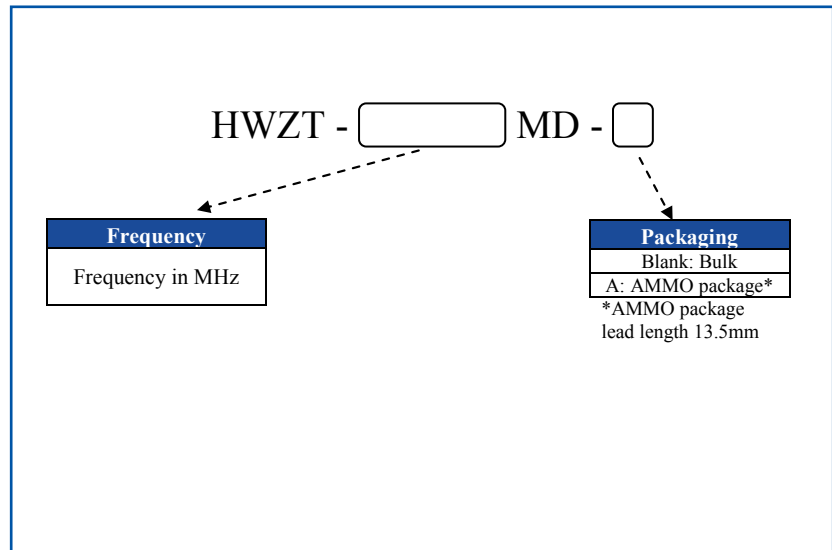 HWZT - MD -
Frequency
Frequency in MHz
Packaging
Blank: Bulk
A: AMMO package*
*AMMO package
lead length 13.5mm